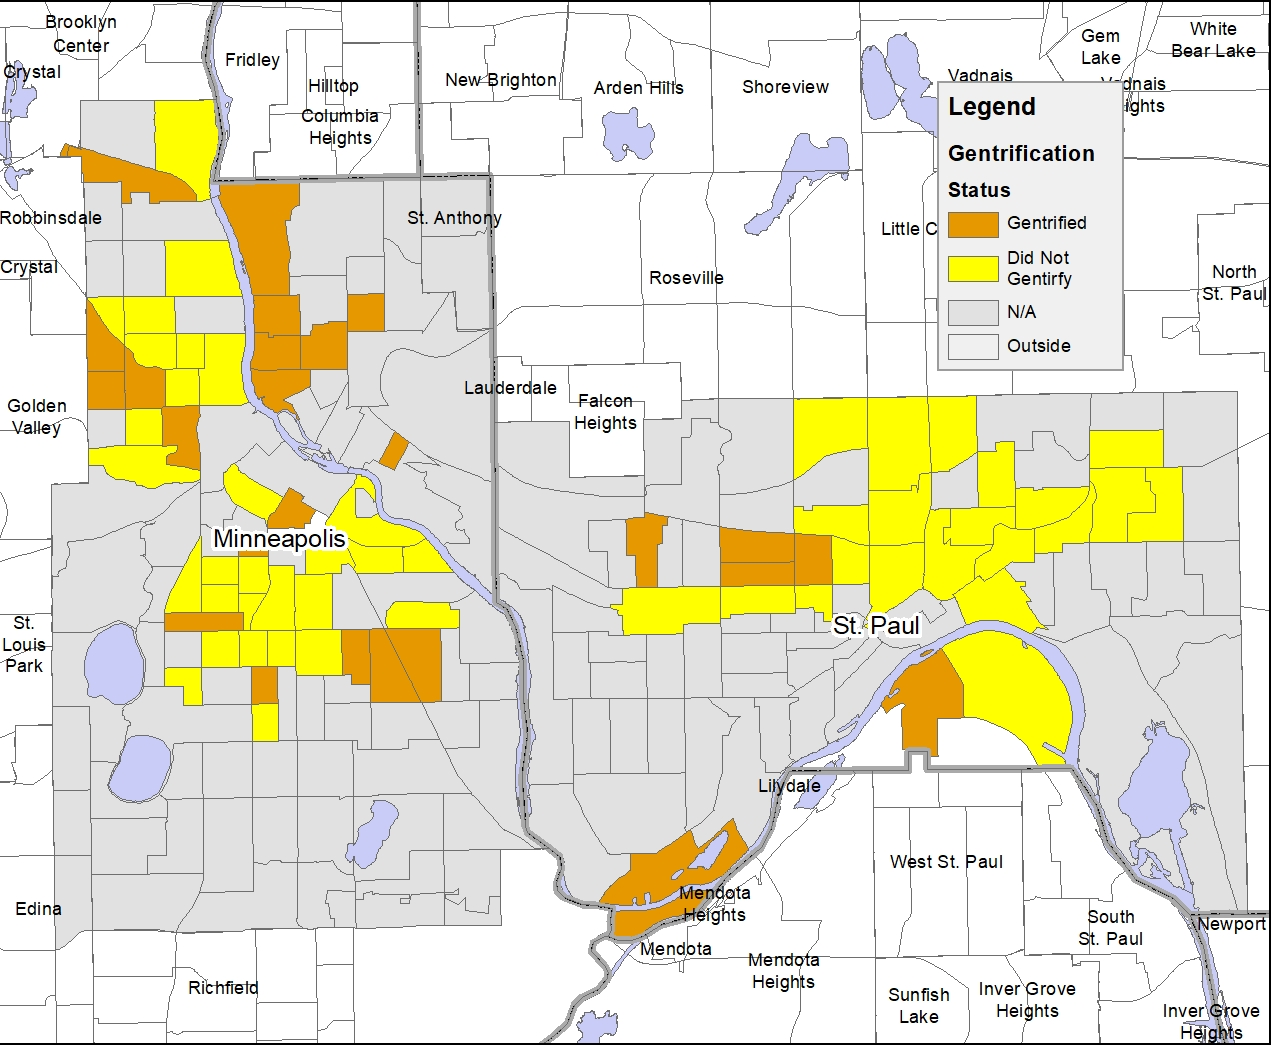 Brooklyn
Center
Crystal
Fridley
Hilltop
Columbia
Heights
New Brighton
Arden Hills
Shoreview
Gem
Lake
White
Bear Lake
Vadnais
Vadnais
ights
Legend
Gentrification
Status
Gentrified
Did Not
Gentirfy
N/A
Outside
Robbinsdale
St. Anthony
Little C
Crystal
Roseville
North
St. Paul
Golden
Valley
Lauderdale
Falcon
Heights
Minneapolis
St.
Louis
Park
St. Paul
Lilydale
West St. Paul
Edina
Mendota
Heights
South
St. Paul
Newport
Mendota
Mendota
Heights
Richfield
Sunfish
Lake
Inver Grove
Heights
Inver Grove
Heights